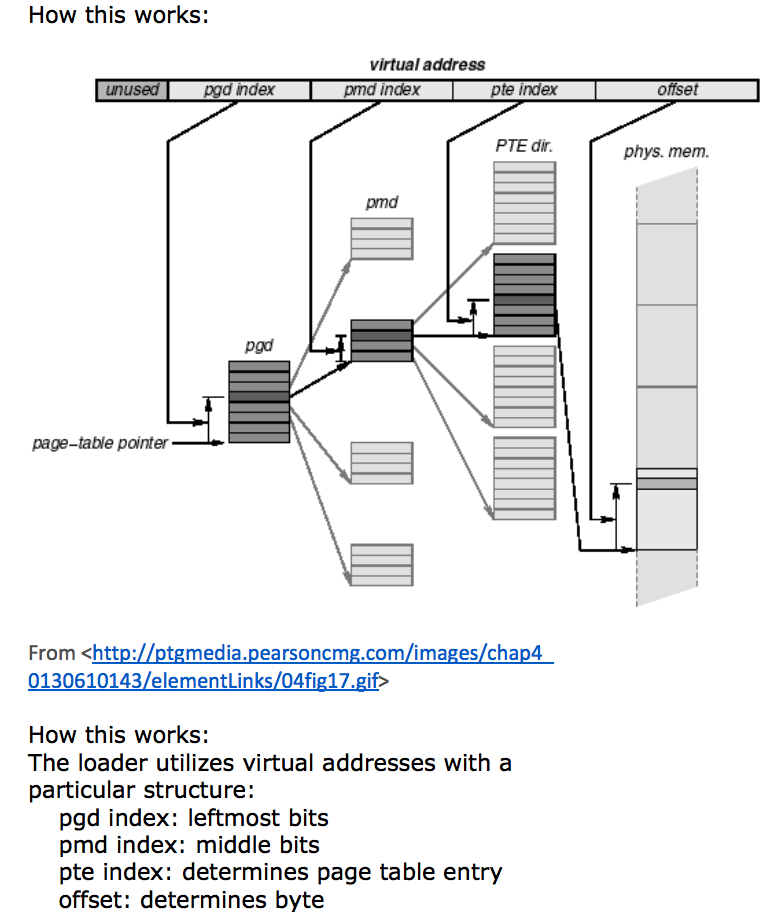 How this works:
virtual address
unused pgd index pmd index pte index offset
PTE dir.
phys. mem.
pmd
pgd
page–table pointer
From <http://ptgmedia.pearsoncmg.com/images/chap4_
0130610143/elementLinks/04fig17.gif>
How this works:
The loader utilizes virtual addresses with a
particular structure:
pgd index: leftmost bits
pmd index: middle bits
pte index: determines page table entry
offset: determines byte